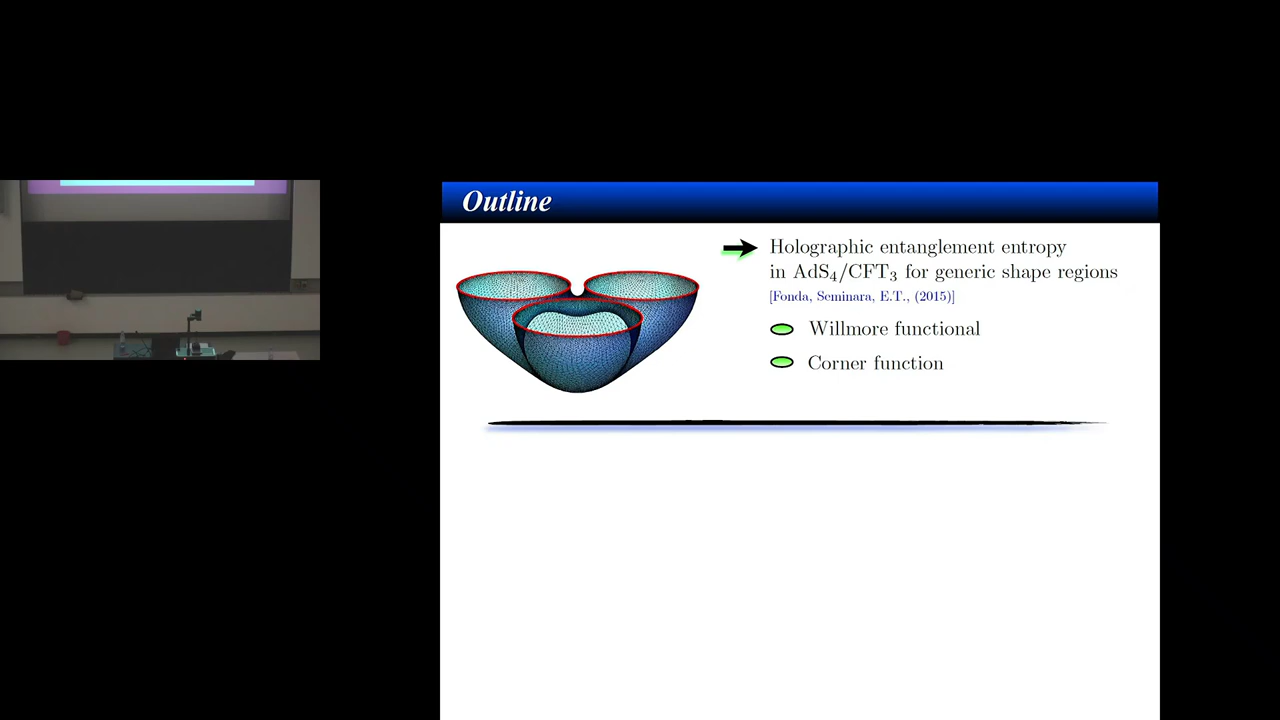 Outline
Holographic entanglement entropy
in AdS₄/CFT₃ for generic shape regions
[Fonda, Seminara, E.T., (2015)]
Willmore functional
Corner function